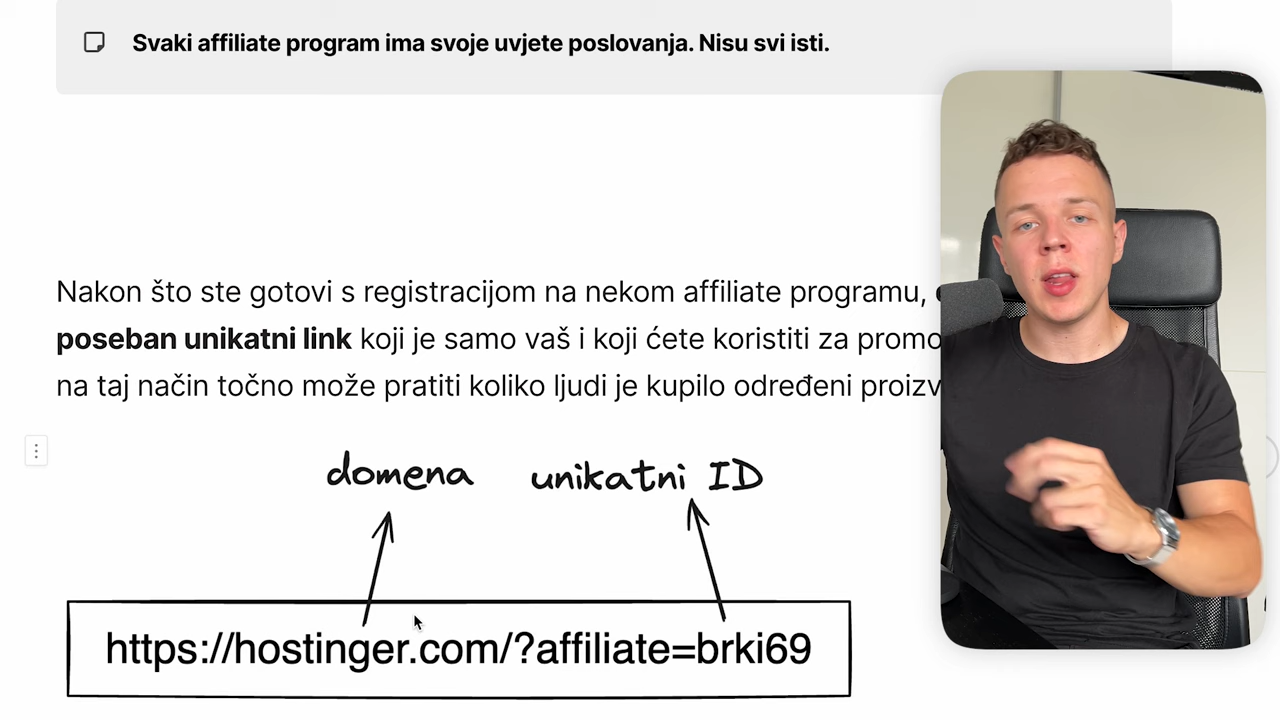 Svaki affiliate program ima svoje uvjete poslovanja. Nisu svi isti.
Nakon što ste gotovi s registracijom na nekom affiliate programu,
poseban unikatni link koji je samo vaš i koji ćete koristiti za
na taj način točno može pratiti koliko ljudi je kupilo određeni
domena unikatni ID
https://hostinger.com/?affiliate=brki69